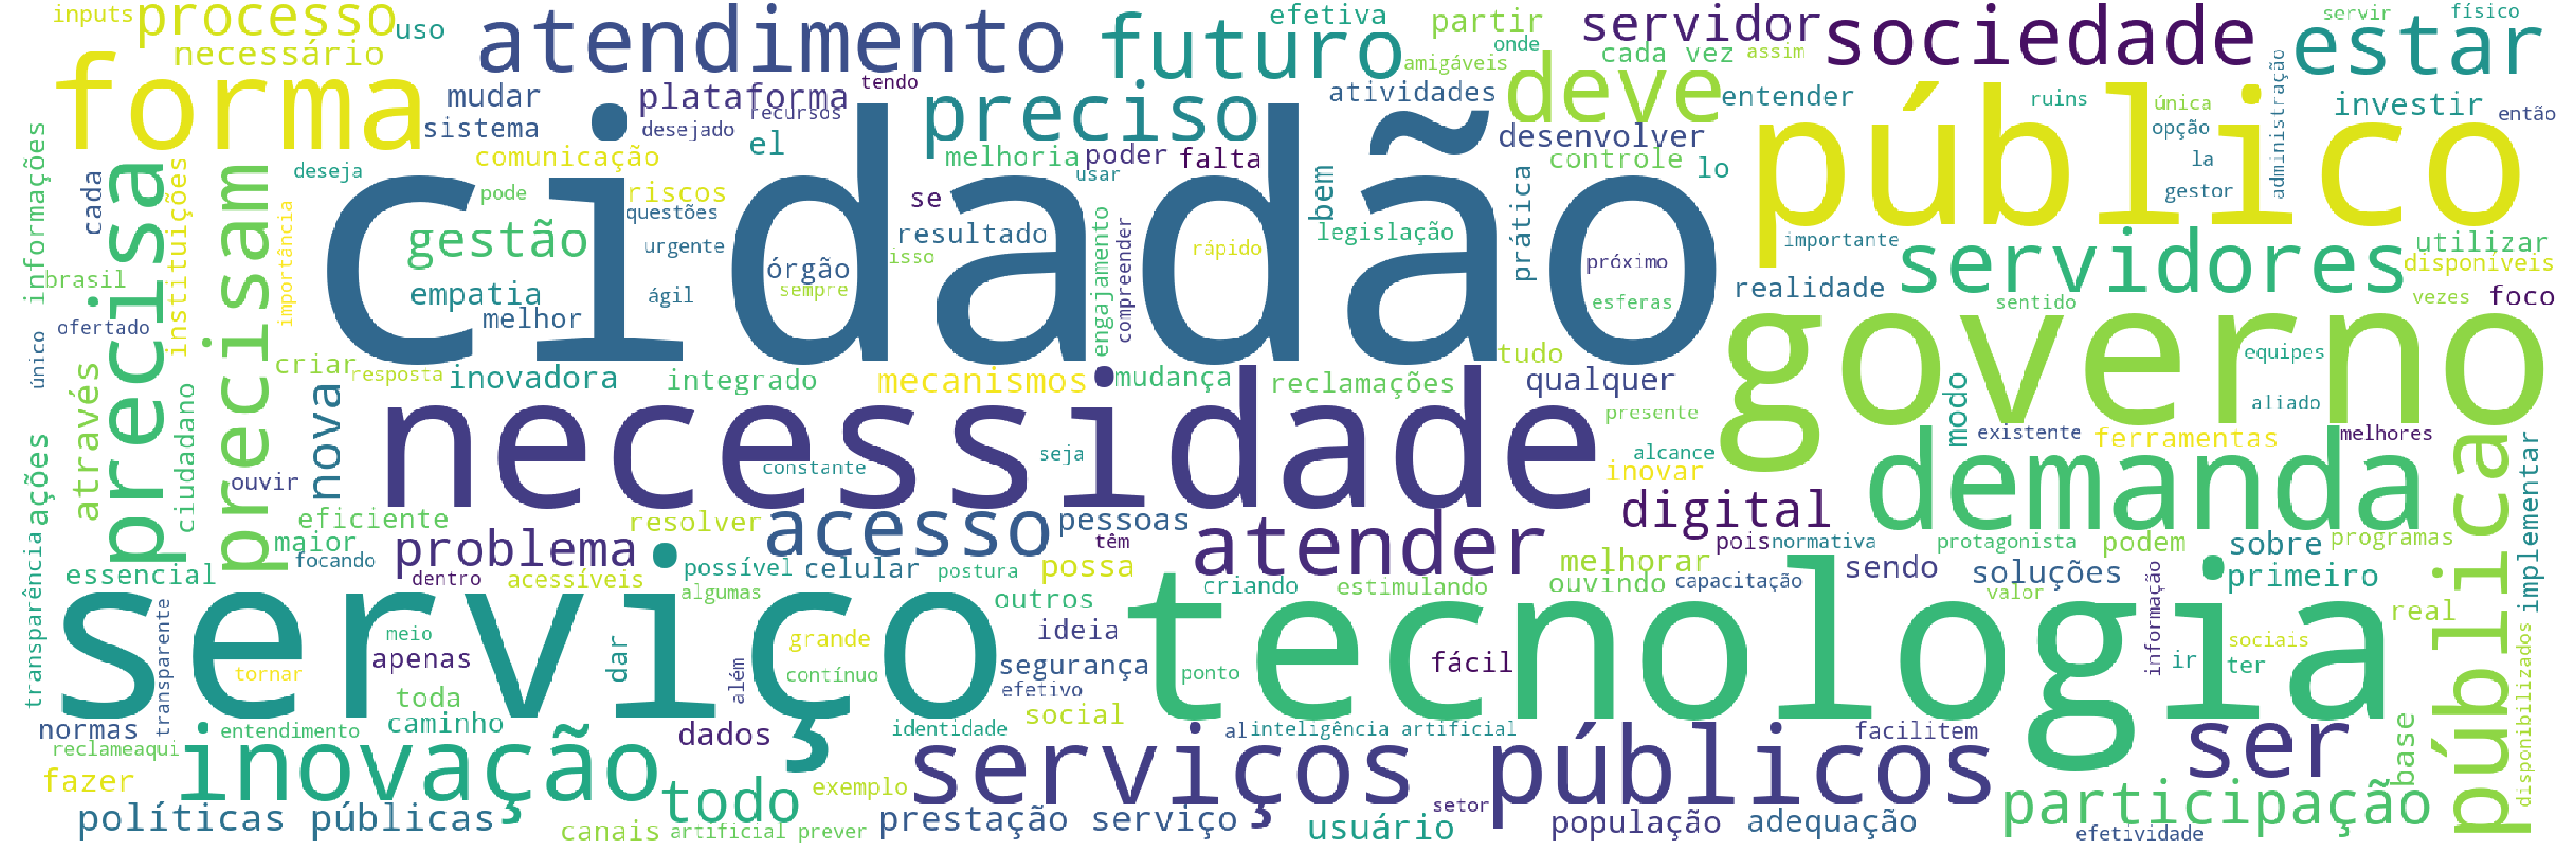 inputs processo uso atendimento futuro efetiva partir onde servidor sociedade servir físico estar
necessário amigáveis cada vez assim
forma mudar plataforma tendo recursos preciso atividades deve entender ruins única investir então
sistema desejado el desenvolver opção administração
comunicação melhoria poder falta usar controle lo la
informações cada precisa instituições precisam deseja pode riscos se bem prática público gestor
cidadão
importância gestão questões urgente órgão resultado isso engajamento compreender rápido legislação próximo importante servidores utilizar disponíveis
brasil empatia ágil sempre esferas realidade sentido vezes foco
ofertado melhor
único através criar resposta inovadora integrado mecanismos mudança reclamações tudo qualquer governo equipes
ciudadano nova necessidade presente modo aliado
ouvir constante seja alcance existente ferramentas melhores
ações inovar demanda pública implementar
eficiente resolver acesso pessoas atender digital
transparência maior focando problema têm melhorar pois normativa protagonista podem sobre programas
essencial dentro acessíveis possível celular postura possa ouvindo capacitação sendo soluções primeiro
algumas criando estimulando valor
serviço outros tecnologia informação real
transparente meio grande ideia sociais disponibilizados
tornar apenas dar além contínuo segurança ponto fácil ir ter
toda efetivo
normas entendimento caminho dados identidade social al inteligência artificial facilitem ser base
reclameaqui
fazer inovação todo exemplo serviços públicos participação
políticas públicas canais artificial prever prestação serviço usuário setor população adequação efetividade